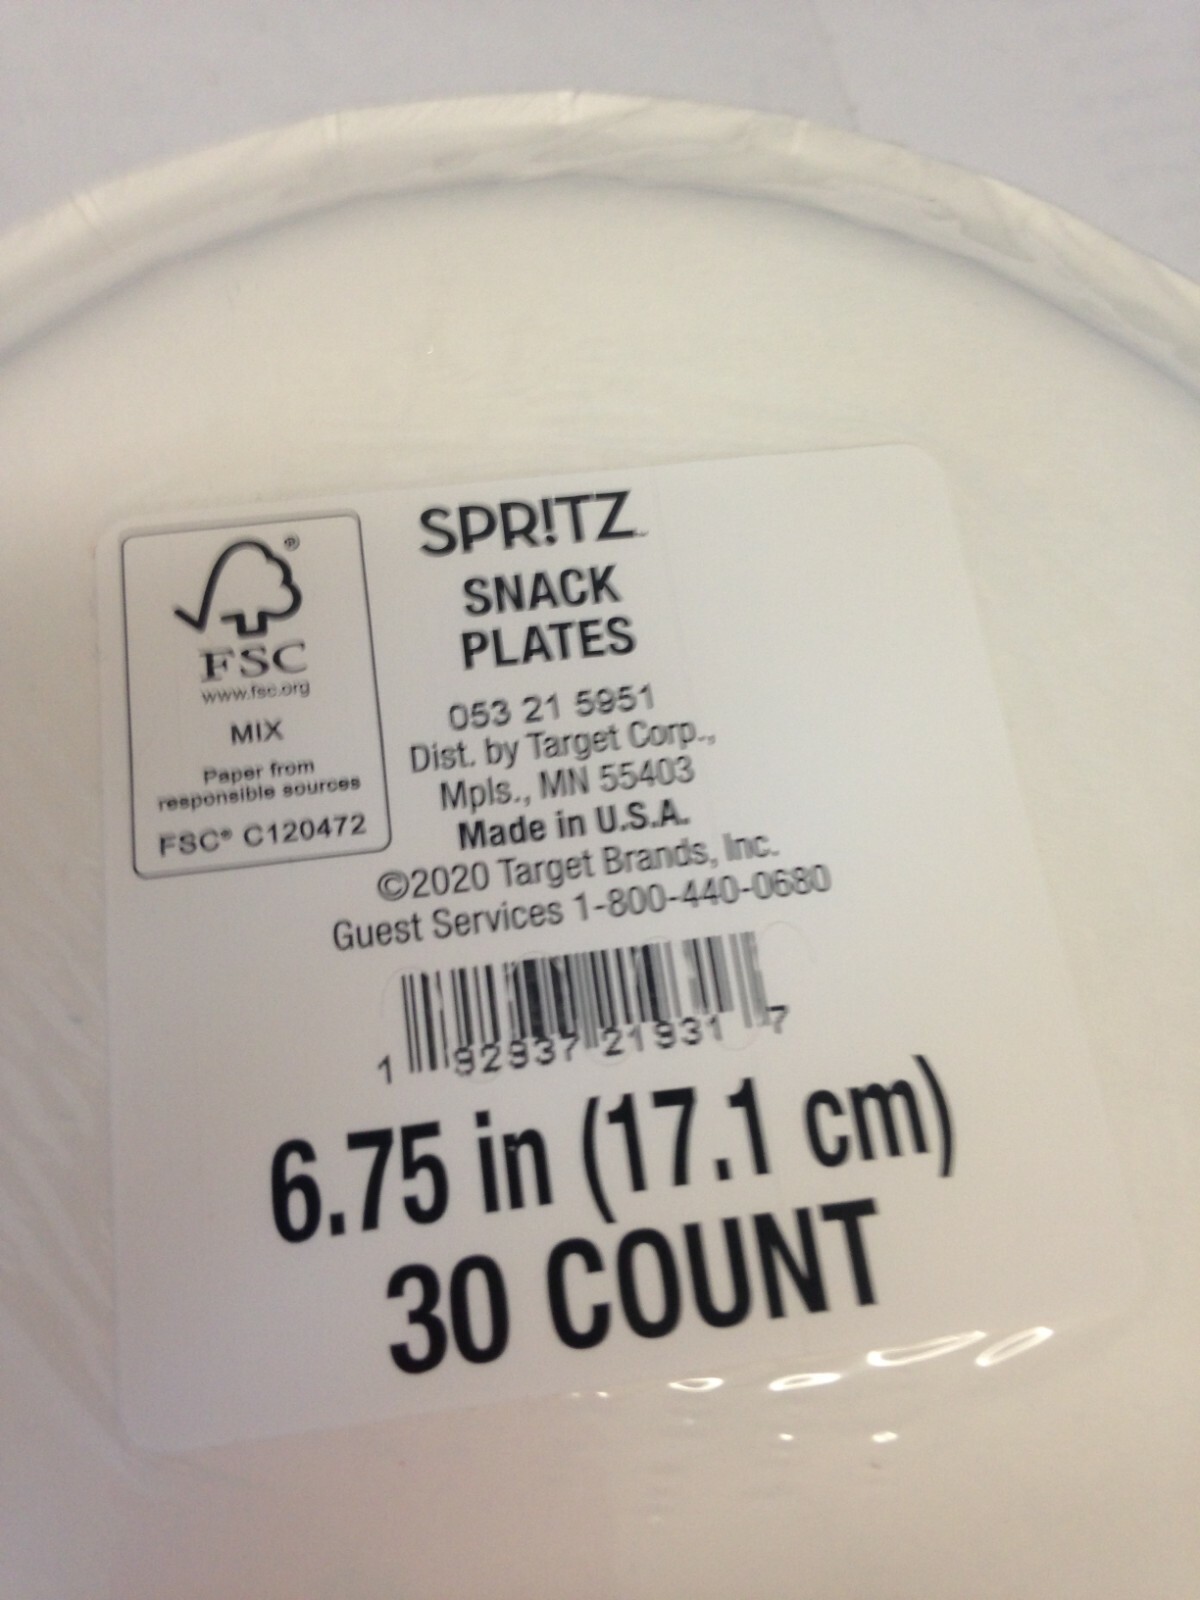 SPR!TZ™
SNACK
PLATES
053 21 5951
Dist. by Target Corp.,
Mpls., MN 55403
Made in U.S.A.
©2020 Target Brands, Inc.
Guest Services 1-800-440-0680
®
FSC
www.fsc.org
MIX
Paper from
responsible sources
FSC® C120472
1 92937 21931 7
6.75 in (17.1 cm)
30 COUNT